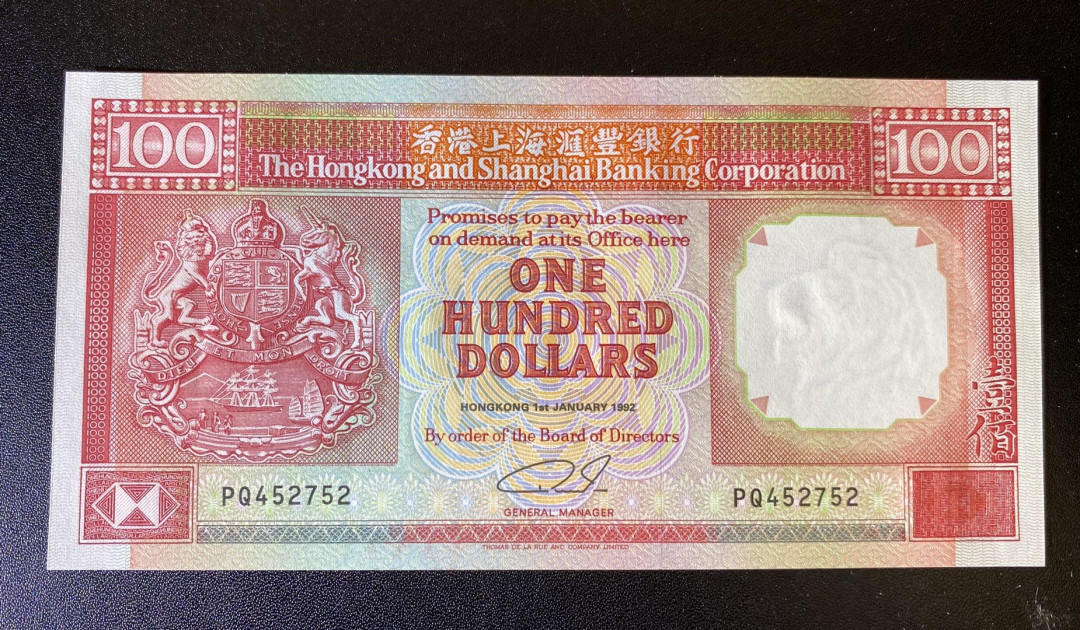 100
香港上海滙豐銀行
100
The Hongkong and Shanghai Banking Corporation
Promises to pay the bearer
on demand at its Office here
ONE
HUNDRED
DOLLARS
HONGKONG 1st JANUARY 1992
By order of the Board of Directors
DIEU ET MON DROIT
壹佰
PQ452752
PQ452752
GENERAL MANAGER
THOMAS DE LA RUE AND COMPANY LIMITED